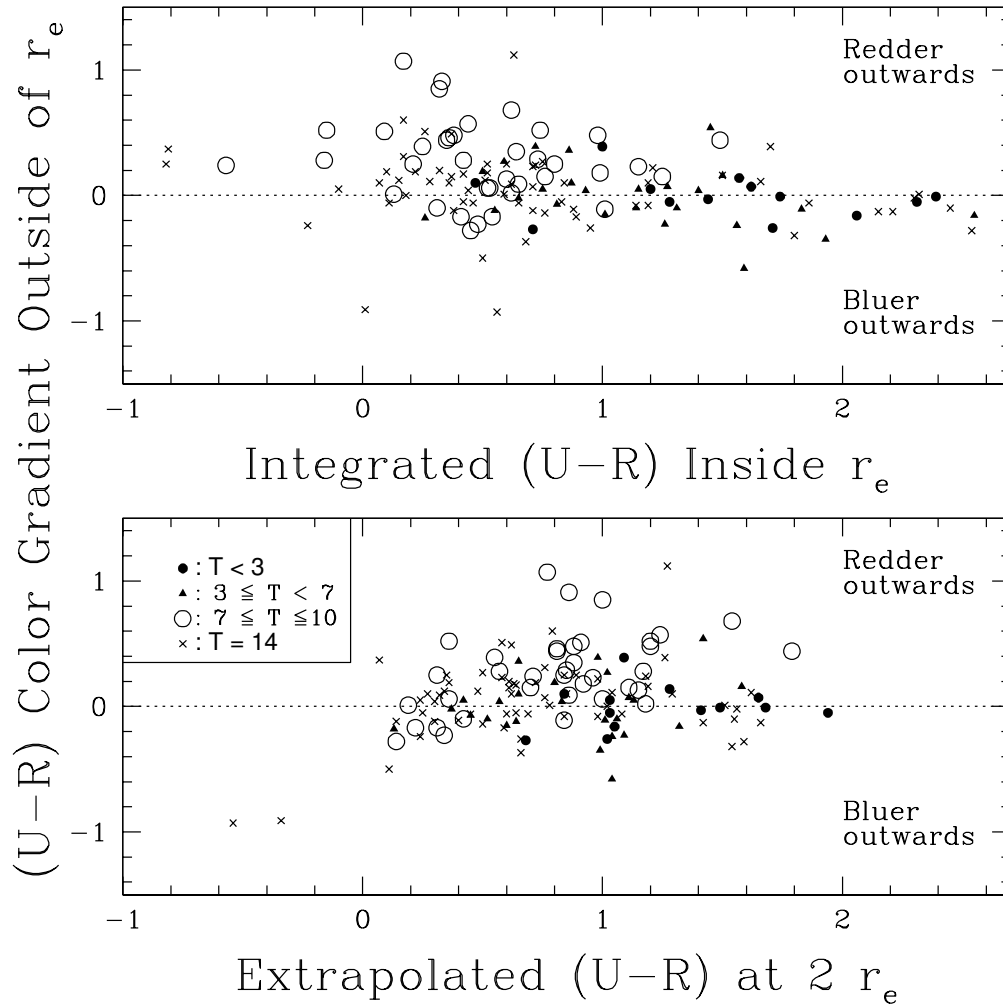 (U−R) Color Gradient Outside of r_e
1
0
−1
Redder
outwards
Bluer
outwards
−1 0 1 2
Integrated (U−R) Inside r_e
● : T < 3
▲ : 3 ≦ T < 7
○ : 7 ≦ T ≦10
× : T = 14
1
0
−1
Redder
outwards
Bluer
outwards
−1 0 1 2
Extrapolated (U−R) at 2 r_e